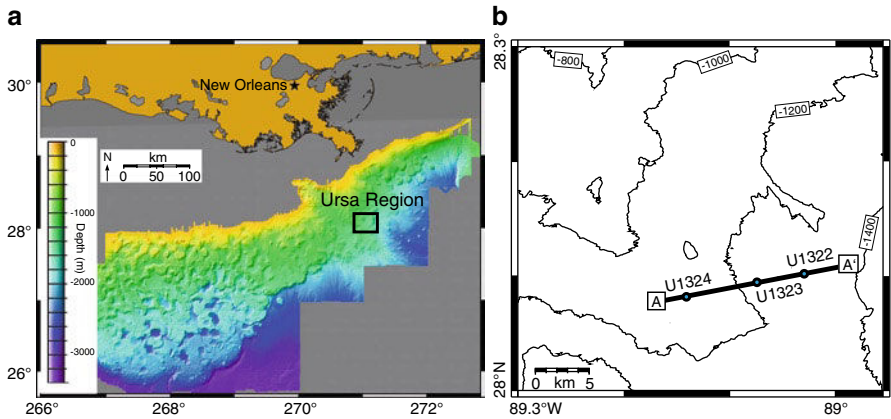 a
30°
28°
26°
266°
268°
270°
272°
New Orleans
N
km
0 50 100
0
-1000
-2000
-3000
Depth (m)
Ursa Region
b
28.3°
28°N
89.3°W
89°
-800
-1000
-1200
-1400
A
U1324
U1323
U1322
A'
0 5
km